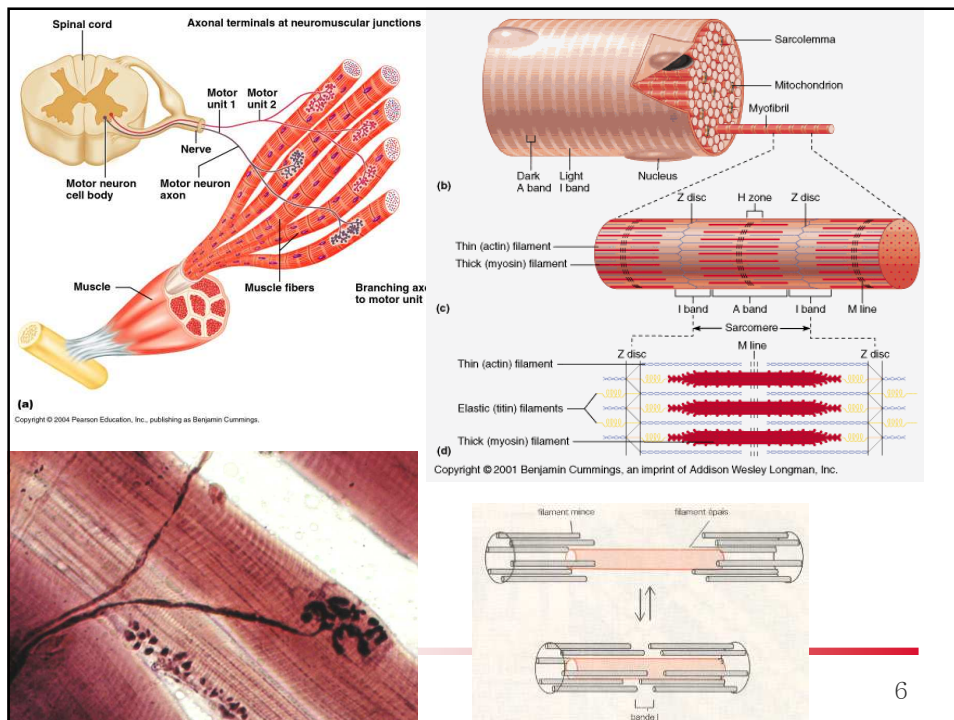 Spinal cord
Axonal terminals at neuromuscular junctions
Motor
unit 1
Motor
unit 2
Nerve
Motor neuron
cell body
Motor neuron
axon
Muscle
Muscle fibers
Branching axo
to motor unit
(a)
Copyright © 2004 Pearson Education, Inc., publishing as Benjamin Cummings.
Sarcolemma
Mitochondrion
Myofibril
Dark
A band
Light
I band
Nucleus
(b)
Z disc
H zone
Z disc
Thin (actin) filament
Thick (myosin) filament
I band
A band
I band
M line
(c)
Sarcomere
M line
Thin (actin) filament
Z disc
Z disc
Elastic (titin) filaments
Thick (myosin) filament
(d)
Copyright © 2001 Benjamin Cummings, an imprint of Addison Wesley Longman, Inc.
filament mince
filament épais
bande I
6